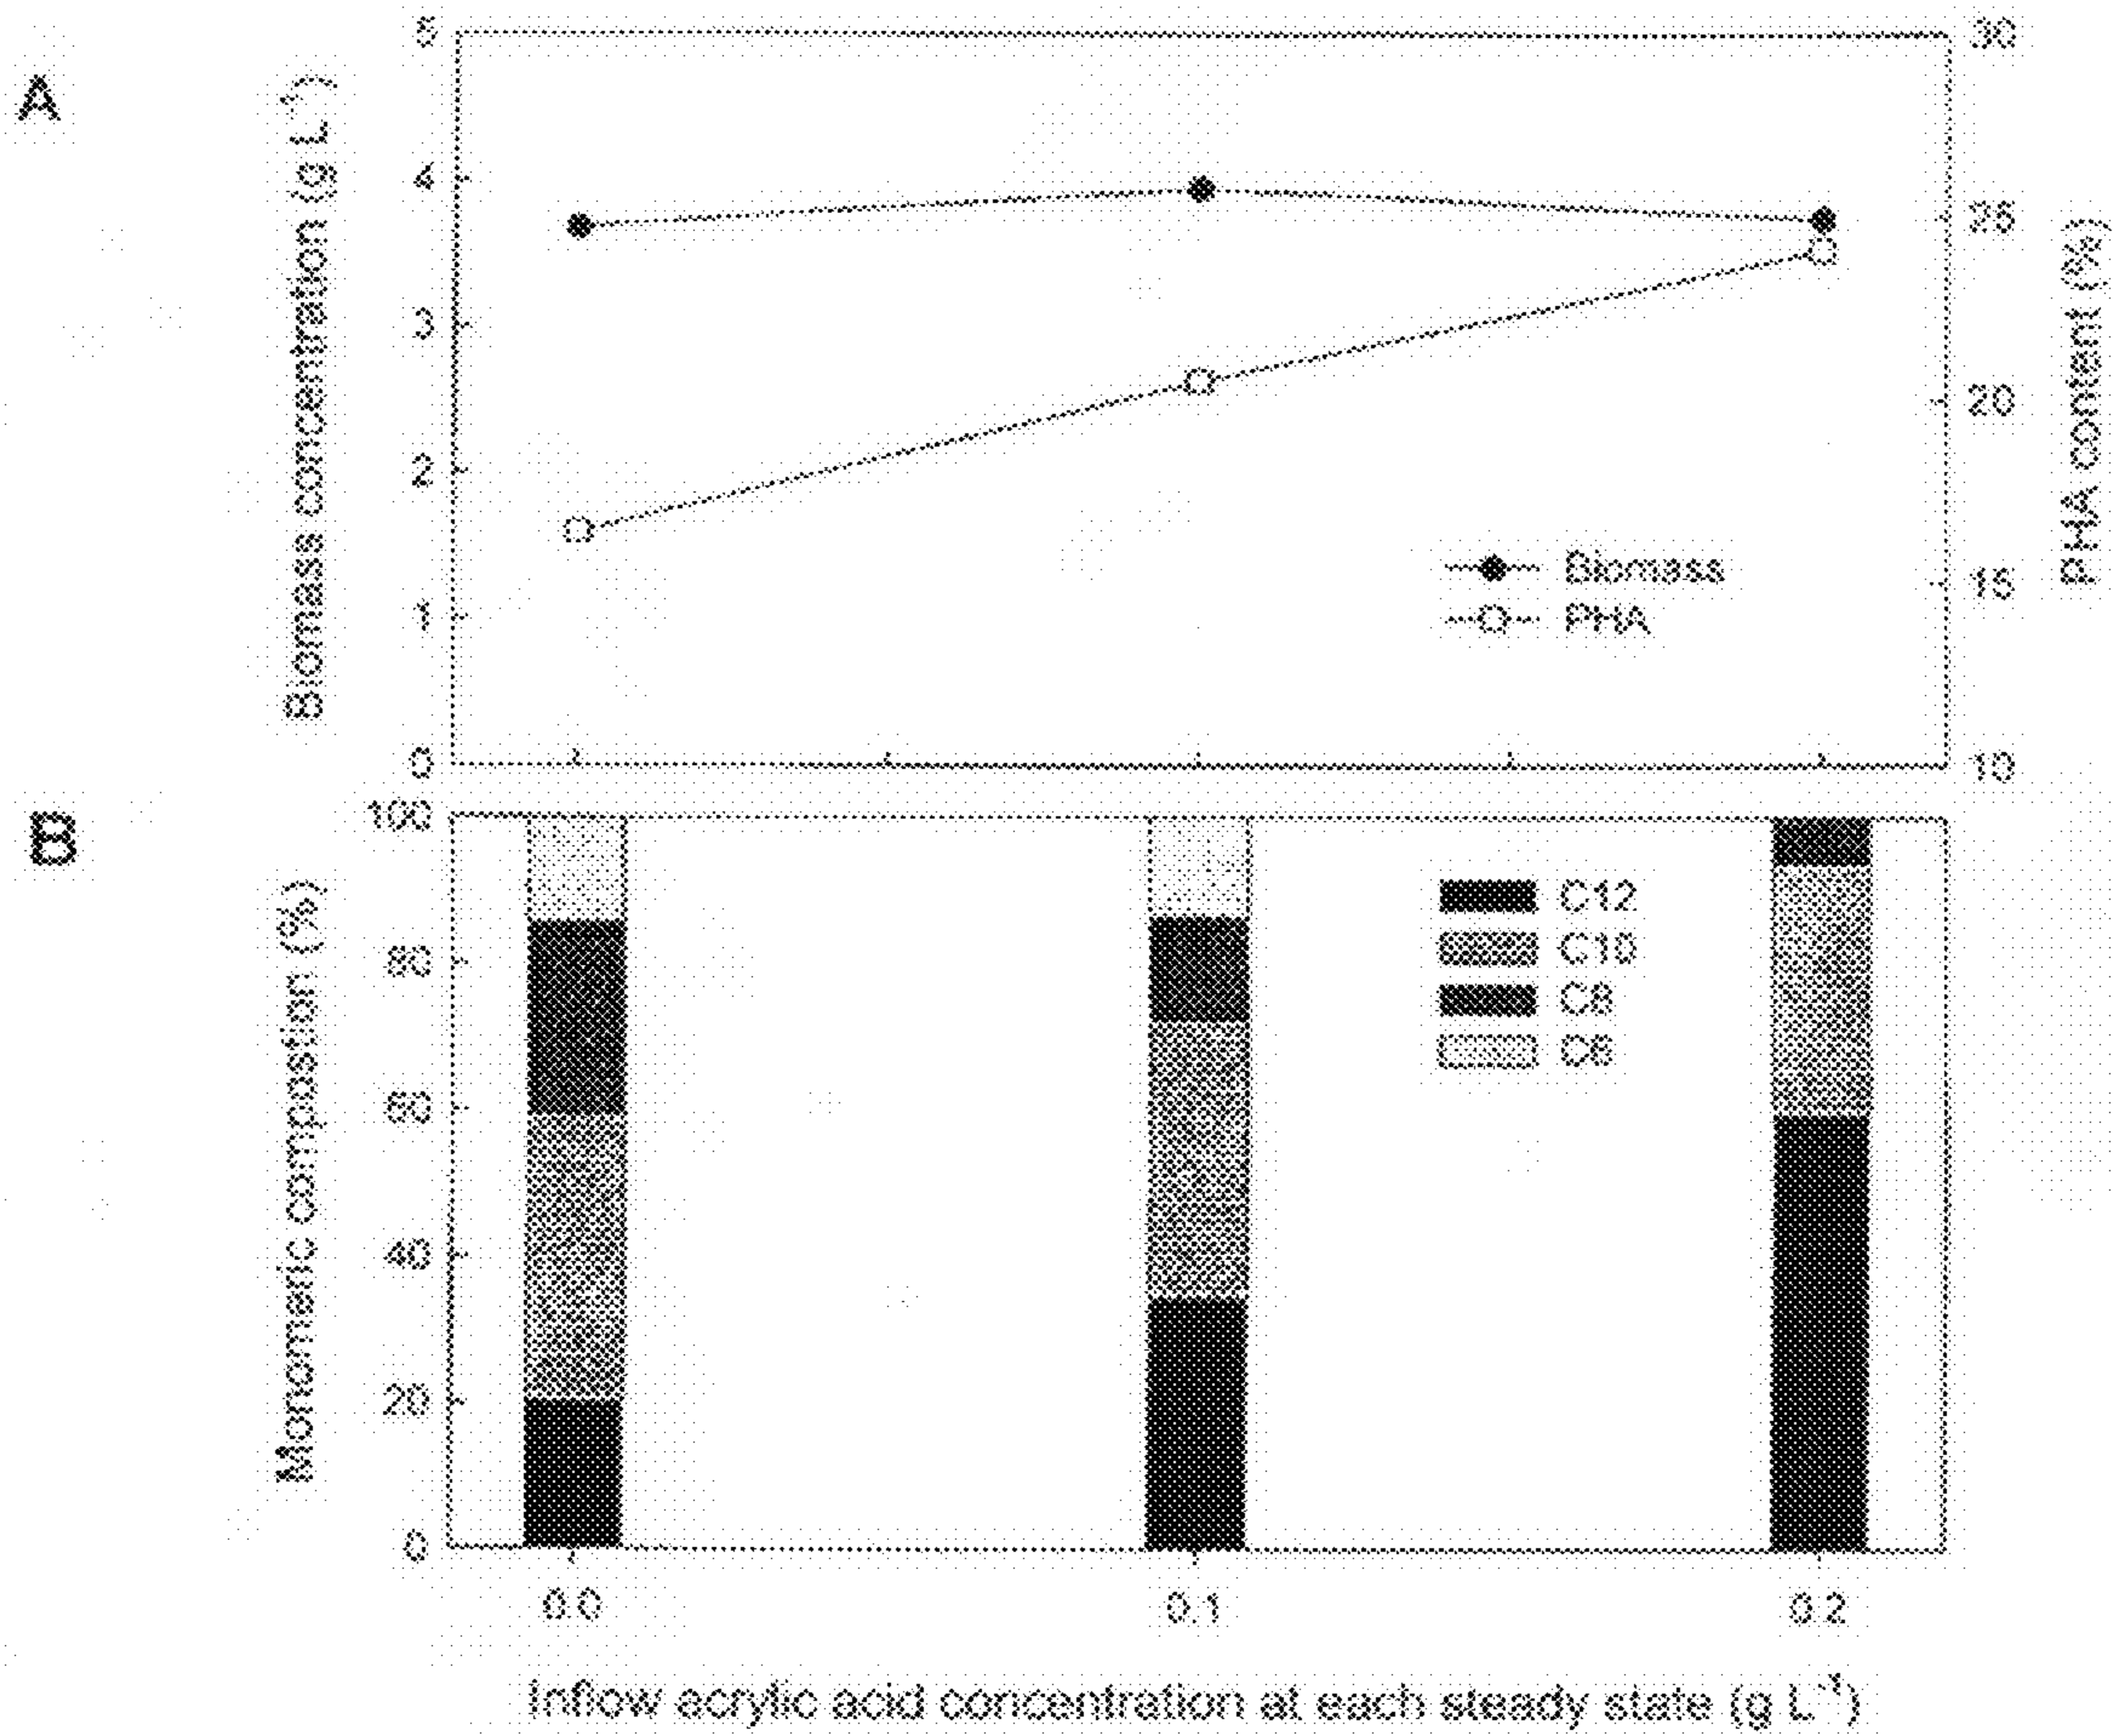 A
Biomass concentration (g L⁻¹)
5
4
3
2
1
0
30
25
20
15
10
PHA content (%)
Biomass
PHA
B
Monomeric compostion (%)
100
80
60
40
20
0
C12
C10
C8
C6
0.0
0.1
0.2
Inflow acrylic acid concentration at each steady state (g L⁻¹)